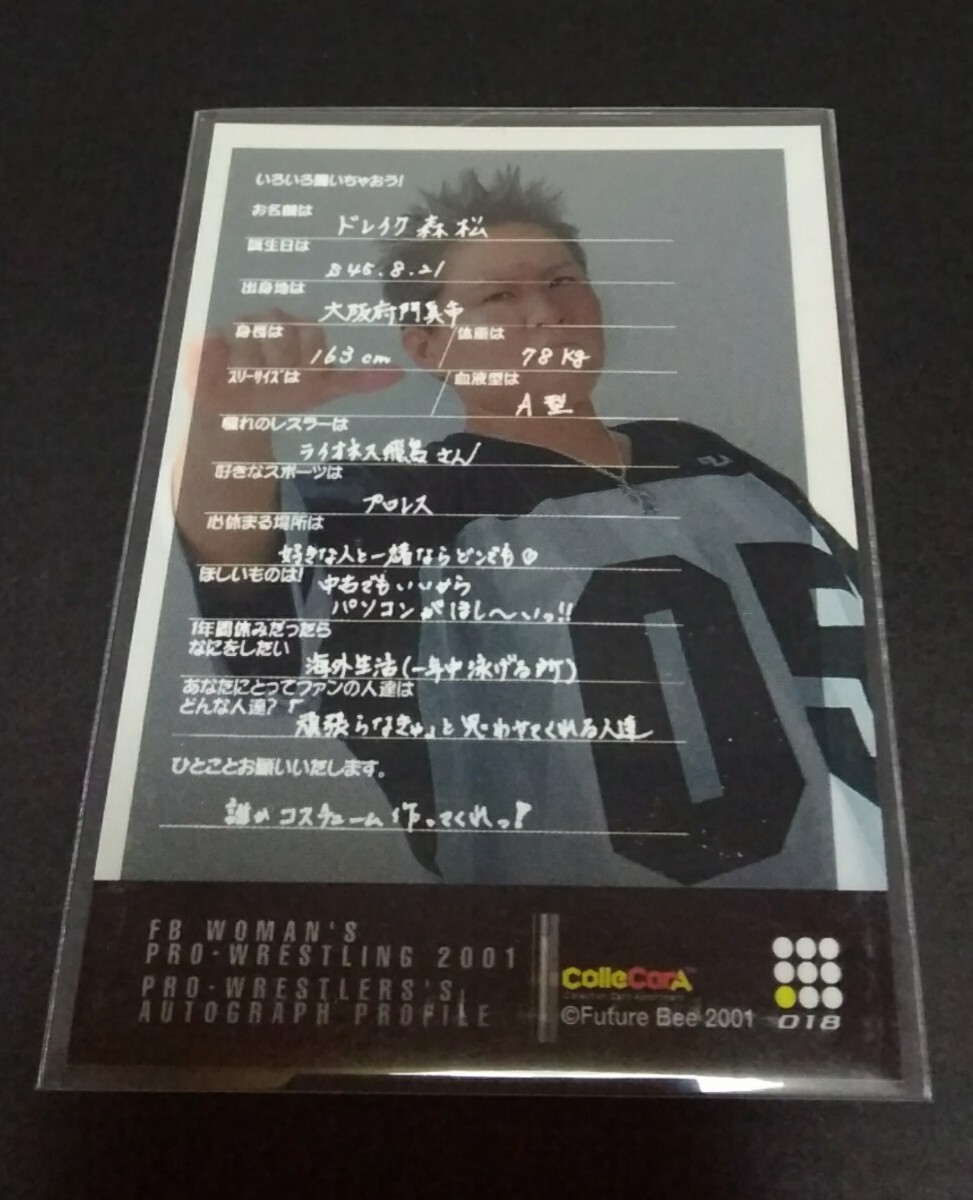 いろいろ聞いちゃおう!
お名前は
ドレイク森松
誕生日は
S45.8.21
出身地は
大阪府門真市
身長は 163cm 体重は 78kg
スリーサイズは 血液型は A型
憧れのレスラーは
ライオネス飛鳥さん
好きなスポーツは
プロレス
心休まる場所は
好きな人と一緒ならどこでも
ほしいものは!
中古でもいいから
パソコンがほし〜いっ!!
1年間休みだったら
なにをしたい
海外生活(一年中泳げる所)
あなたにとってファンの人達は
どんな人達?
「頑張らなきゃ」と思わせてくれる人達
ひとことお願いいたします。
誰かコスチューム作ってくれっ!
05
FB WOMAN'S
PRO-WRESTLING 2001
PRO-WRESTLERS'S
AUTOGRAPH PROFILE
ColleCarA
©Future Bee 2001
018